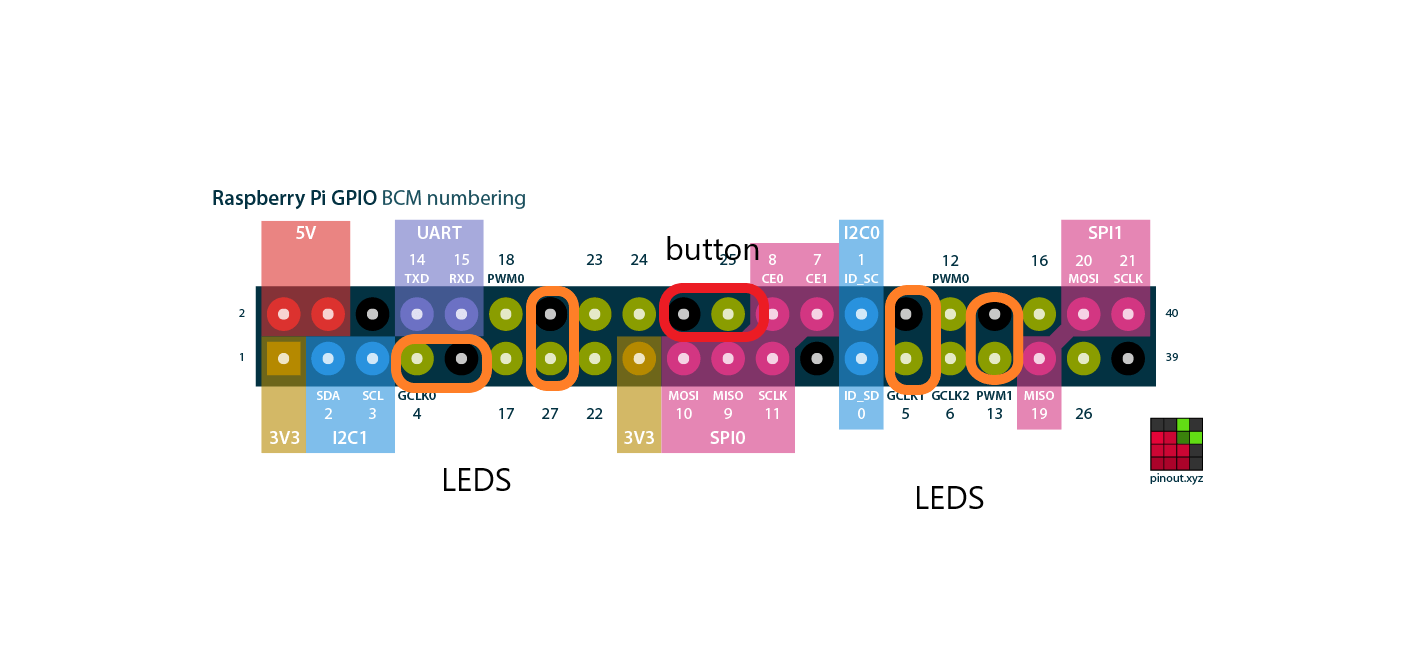 Raspberry Pi GPIO BCM numbering
button
5V UART I2C0 SPI1
14 15 18 23 24 25 8 7 1 12 16 20 21
TXD RXD PWM0 CE0 CE1 ID_SC PWM0 MOSI SCLK
2 40
1 39
SDA SCL GCLK0 MOSI MISO SCLK ID_SD GCLK1 GCLK2 PWM1 MISO
2 3 4 17 27 22 10 9 11 0 5 6 13 19 26
3V3 I2C1 3V3 SPI0
LEDS LEDS
pinout.xyz